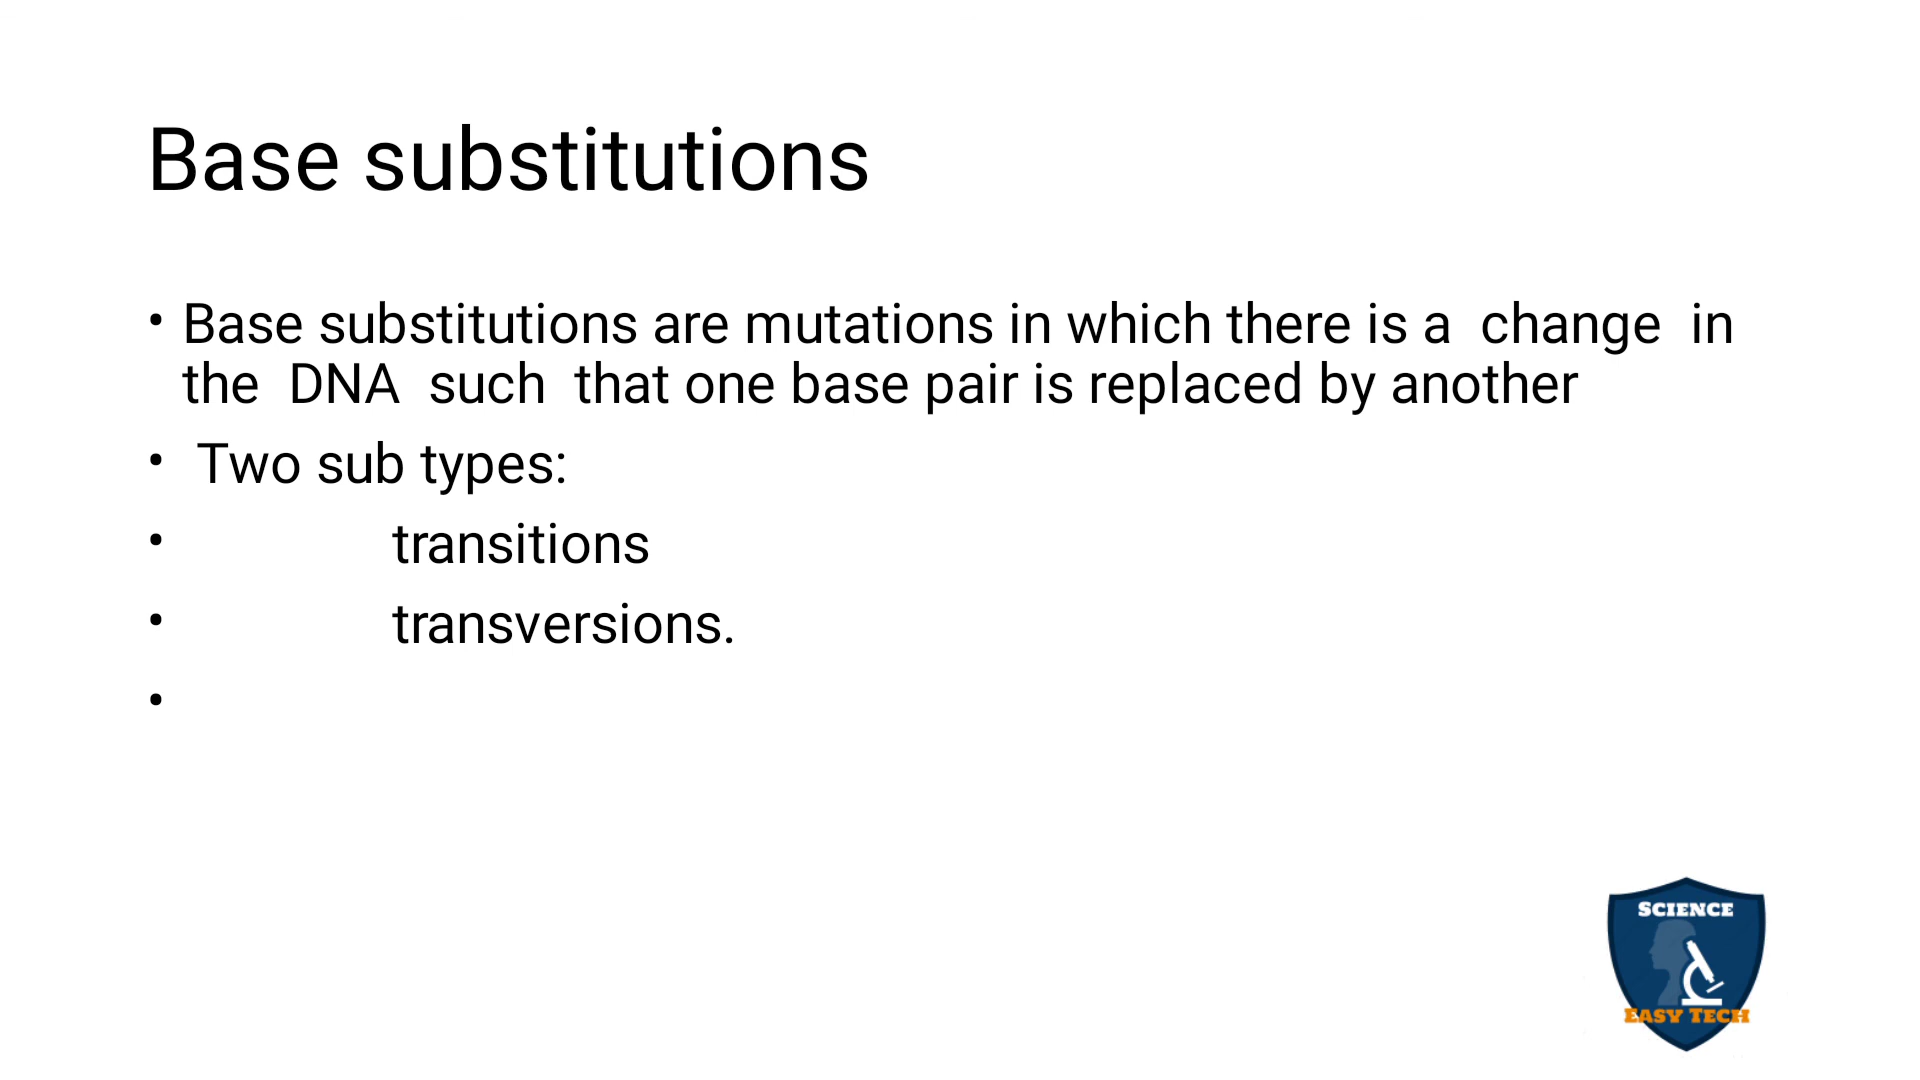 Base substitutions
• Base substitutions are mutations in which there is a  change  in
the  DNA  such  that one base pair is replaced by another
•  Two sub types:
•               transitions
•               transversions.
•
SCIENCE
EASY TECH